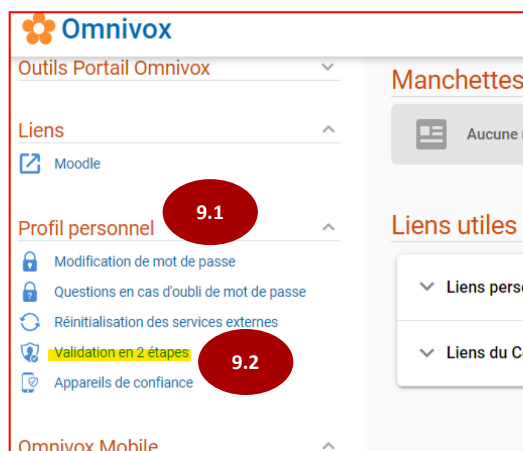 Omnivox
Outils Portail Omnivox
Liens
Moodle
9.1
Profil personnel
Modification de mot de passe
Questions en cas d'oubli de mot de passe
Réinitialisation des services externes
Validation en 2 étapes
9.2
Appareils de confiance
Omnivox Mobile
Manchettes
Aucune
Liens utiles
Liens
Liens du